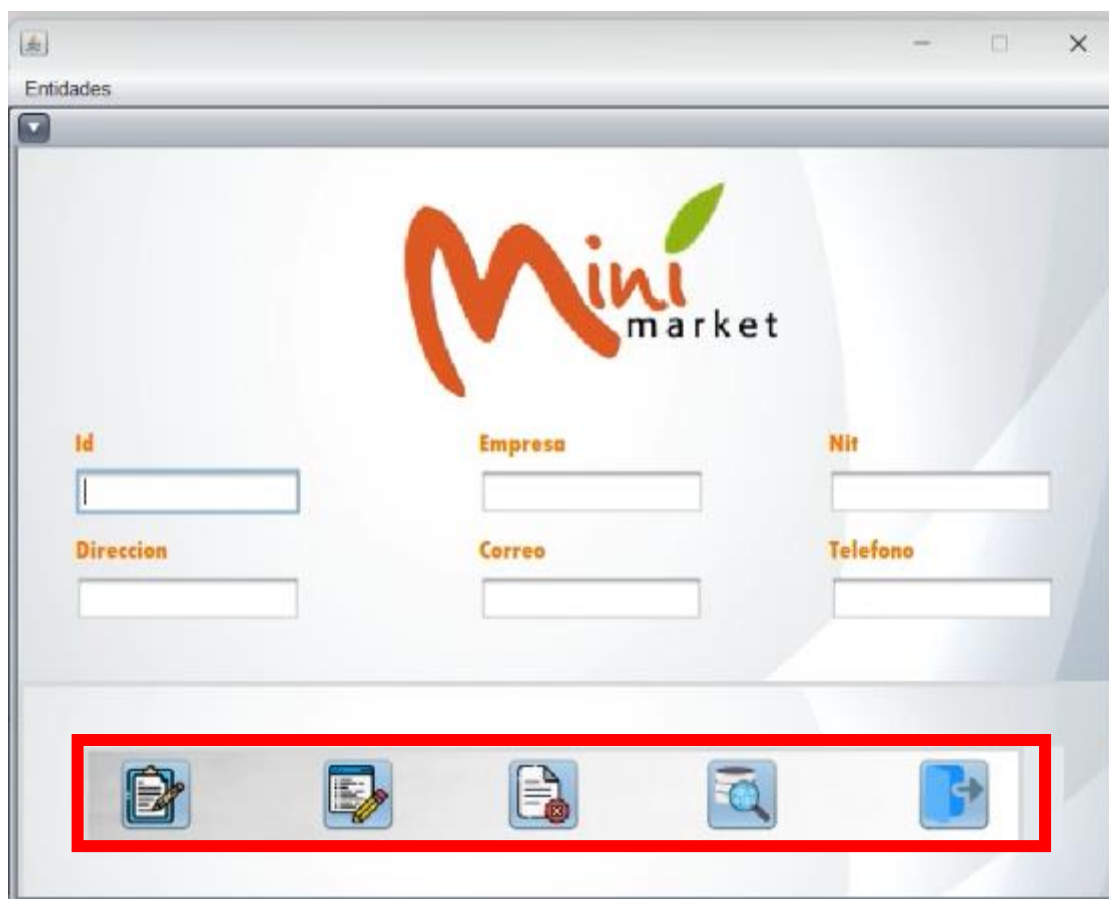 Entidades
Mini
market
Id Empresa Nit
Direccion Correo Telefono